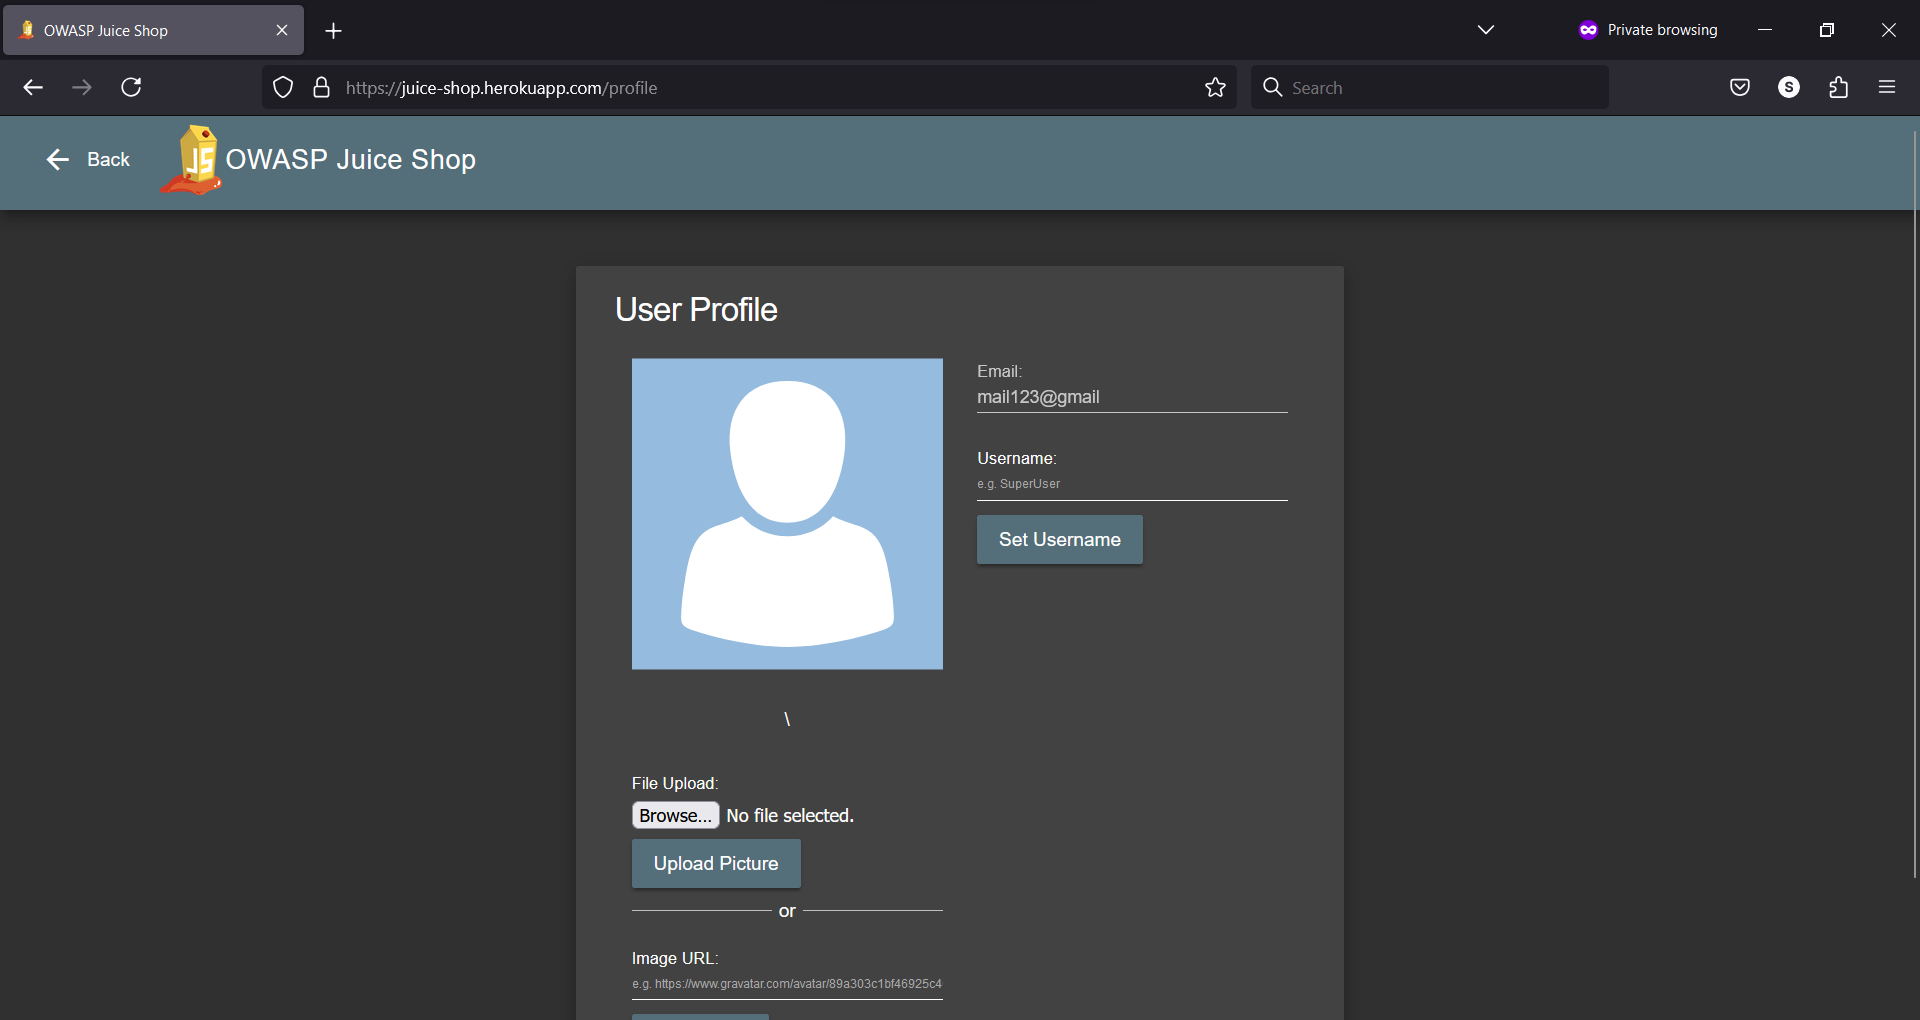 OWASP Juice Shop
Private browsing
https://juice-shop.herokuapp.com/profile
Search
S
Back
JS
OWASP Juice Shop
User Profile
Email:
mail123@gmail
Username:
e.g. SuperUser
Set Username
\
File Upload:
Browse... No file selected.
Upload Picture
or
Image URL:
e.g. https://www.gravatar.com/avatar/89a303c1bf46925c4